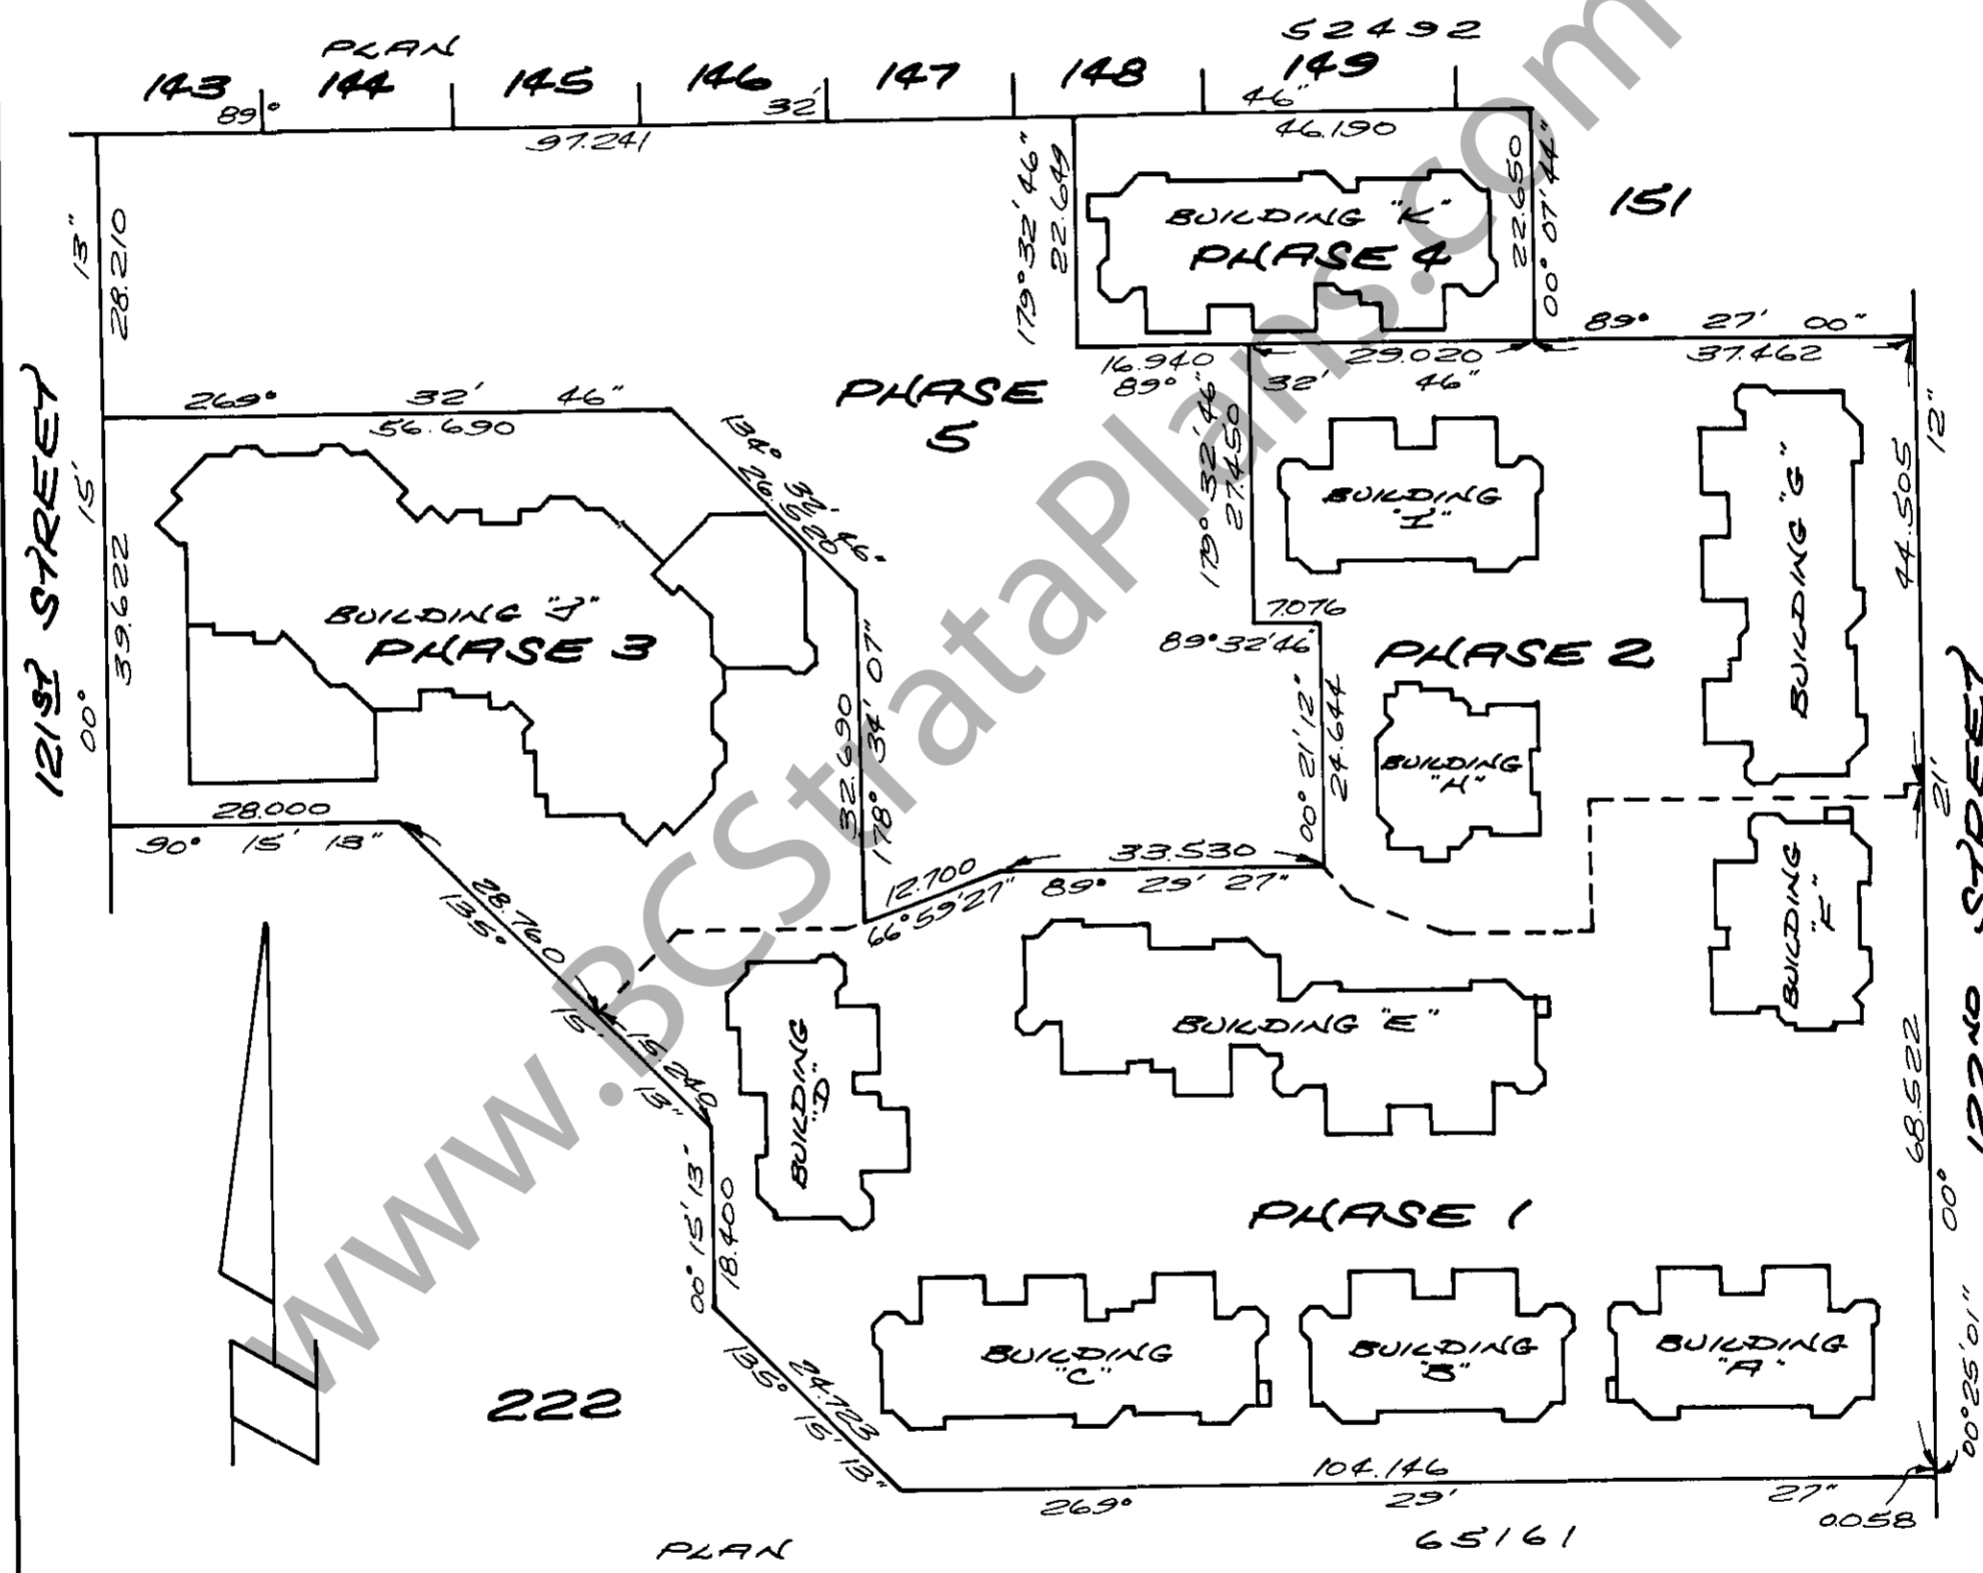 PLAN
52492
143 144 145 146 147 148 149
89° 32' 46"
97.241
46.190
179° 32' 46"
22.649
22.650
00° 07' 44"
151
BUILDING "K"
PHASE 4
28.210
13"
89° 27' 00"
37.462
16.940
29.020
89° 32' 46"
269° 32' 46"
56.690
PHASE
5
134° 32' 46"
26.520
179° 32' 46"
27.450
BUILDING
"I"
BUILDING "G"
44.505
12"
121ST STREET
15'
39.622
00°
BUILDING "J"
PHASE 3
7.076
89° 32' 46"
PHASE 2
00° 21' 12"
24.644
BUILDING
"H"
32.690
178° 34' 07"
28.000
90° 15' 13"
33.530
89° 29' 27"
12.700
66° 59' 27"
21'
122ND STREET
BUILDING
"F"
28.760
135° 15' 13"
15.240
BUILDING
"D"
BUILDING "E"
68.522
00°
00° 15' 13"
18.400
PHASE 1
BUILDING
"C"
BUILDING
"B"
BUILDING
"A"
00° 25' 01"
222
24.723
135° 15' 13"
104.146
269° 29' 27"
0.058
PLAN
65161
www.BCStrataPlans.com